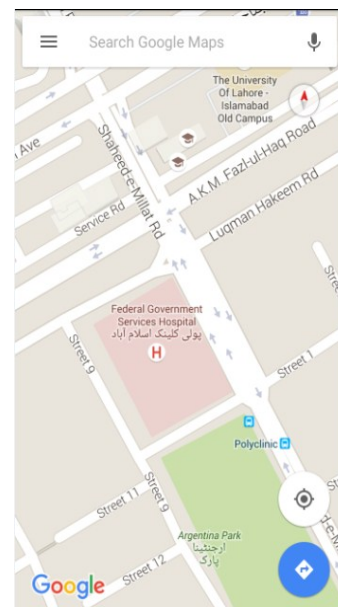 Search Google Maps
The University
Of Lahore -
Islamabad
Old Campus
Ave
Shaheed-e-Millat Rd
A.K.M. Fazl-ul-Haq Road
Service Rd
Luqman Hakeem Rd
Federal Government
Services Hospital
پولی کلینک اسلام آباد
H
Street 9
Street 1
Polyclinic
Street 11
Street 9
Argentina Park
ارجنٹینا
پارک
Street 12
Google